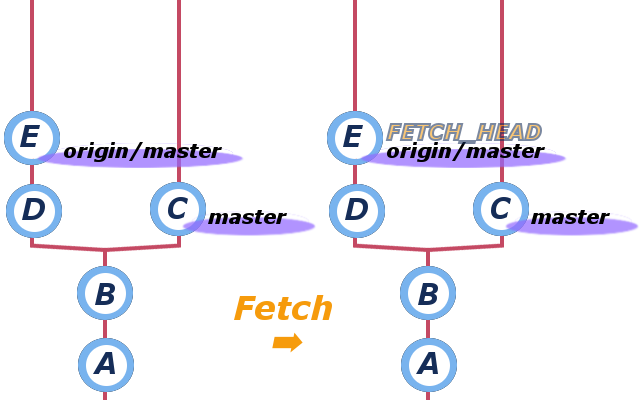 E
origin/master
D
C
master
B
A
Fetch
E
FETCH_HEAD
origin/master
D
C
master
B
A